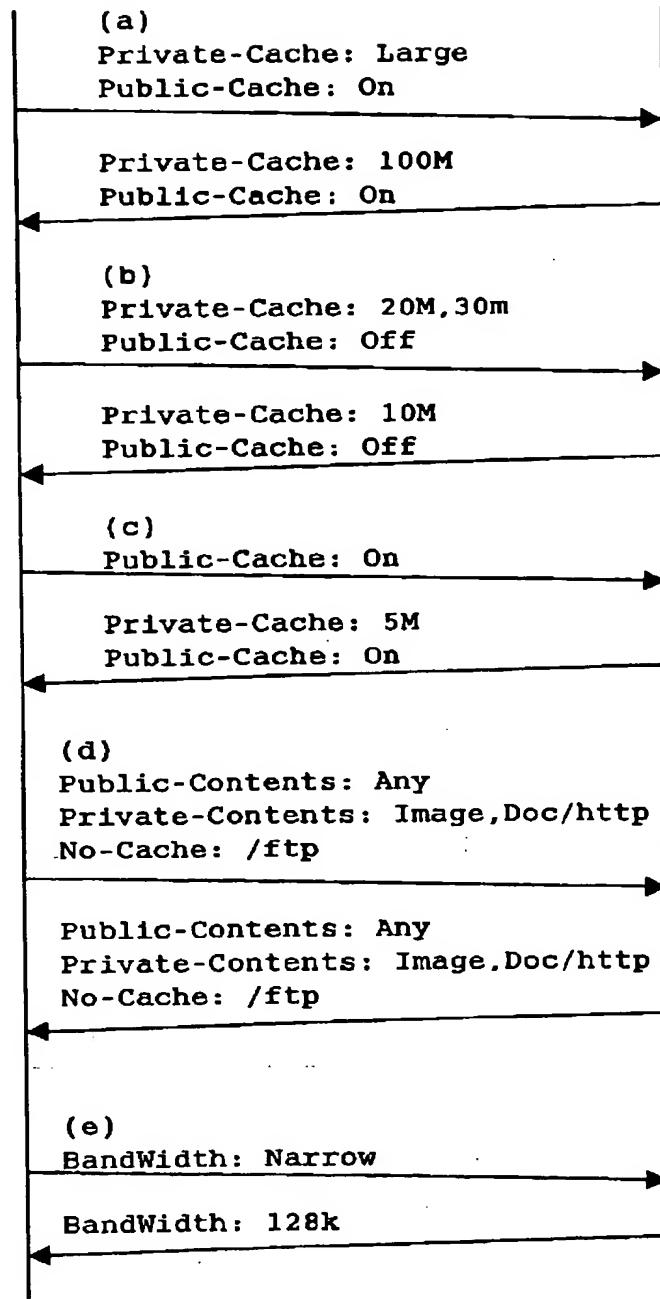 (a)
Private-Cache: Large
Public-Cache: On
Private-Cache: 100M
Public-Cache: On
(b)
Private-Cache: 20M,30m
Public-Cache: Off
Private-Cache: 10M
Public-Cache: Off
(c)
Public-Cache: On
Private-Cache: 5M
Public-Cache: On
(d)
Public-Contents: Any
Private-Contents: Image,Doc/http
No-Cache: /ftp
Public-Contents: Any
Private-Contents: Image,Doc/http
No-Cache: /ftp
(e)
BandWidth: Narrow
BandWidth: 128k